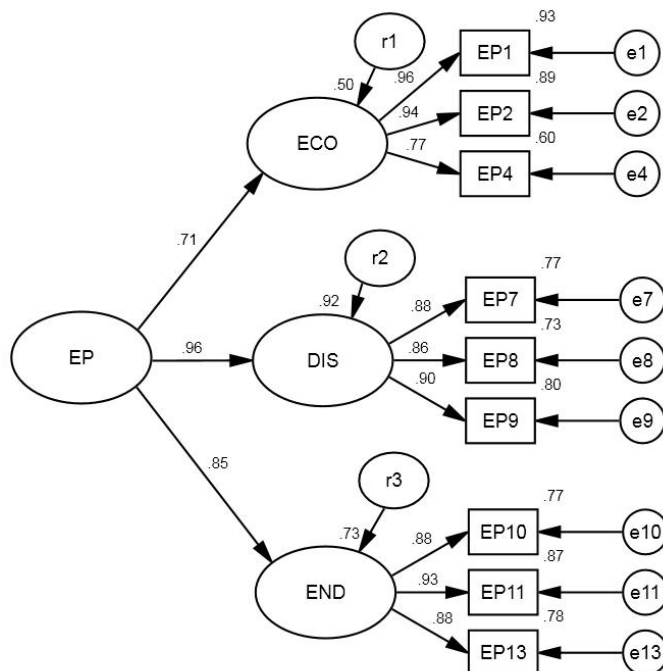 .93
r1
EP1
e1
.96
.50
.89
.94
EP2
e2
ECO
.77
.60
EP4
e4
.71
r2
.77
.92
.88
EP7
e7
.73
EP
.96
DIS
.86
EP8
e8
.90
.80
EP9
e9
.85
r3
.77
.73
.88
EP10
e10
.87
END
.93
EP11
e11
.88
.78
EP13
e13